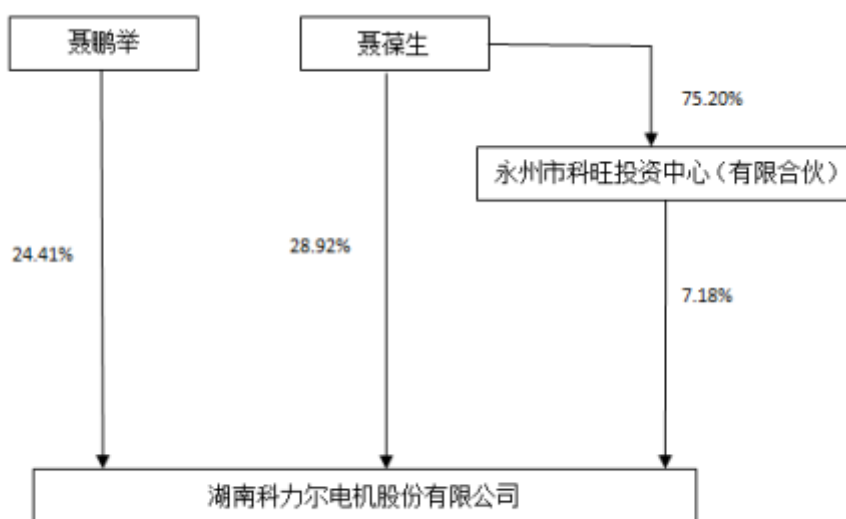 聂鹏举
聂葆生
75.20%
永州市科旺投资中心（有限合伙）
24.41%
28.92%
7.18%
湖南科力尔电机股份有限公司